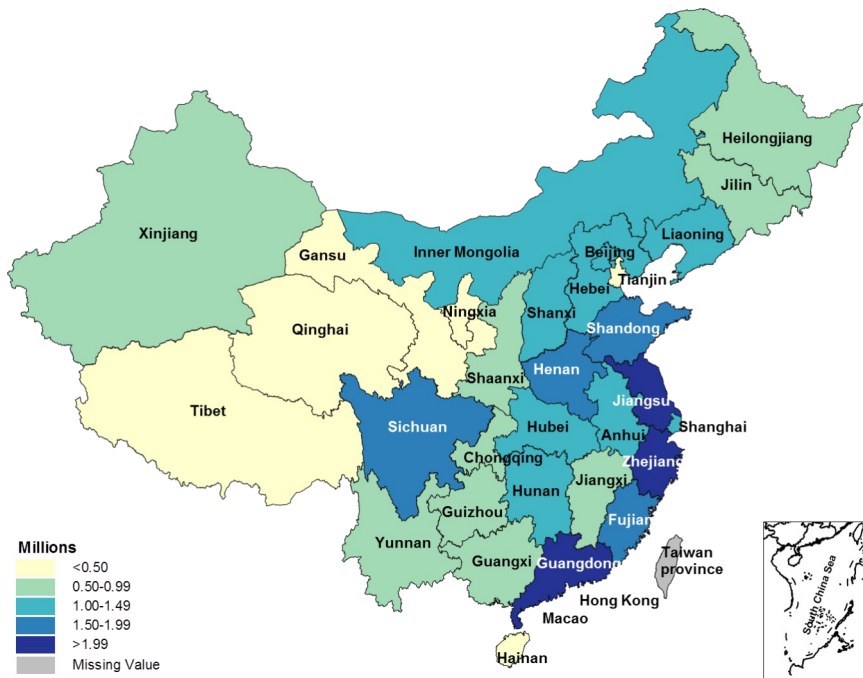 Heilongjiang
Jilin
Xinjiang
Liaoning
Gansu
Inner Mongolia
Beijing
Tianjin
Hebei
Ningxia
Shanxi
Qinghai
Shandong
Henan
Shaanxi
Jiangsu
Tibet
Sichuan
Hubei
Anhui
Shanghai
Chongqing
Zhejiang
Jiangxi
Hunan
Guizhou
Fujian
Yunnan
Guangxi
Guangdong
Taiwan
province
Hong Kong
Macao
Hainan
Millions
<0.50
0.50-0.99
1.00-1.49
1.50-1.99
>1.99
Missing Value
South China Sea